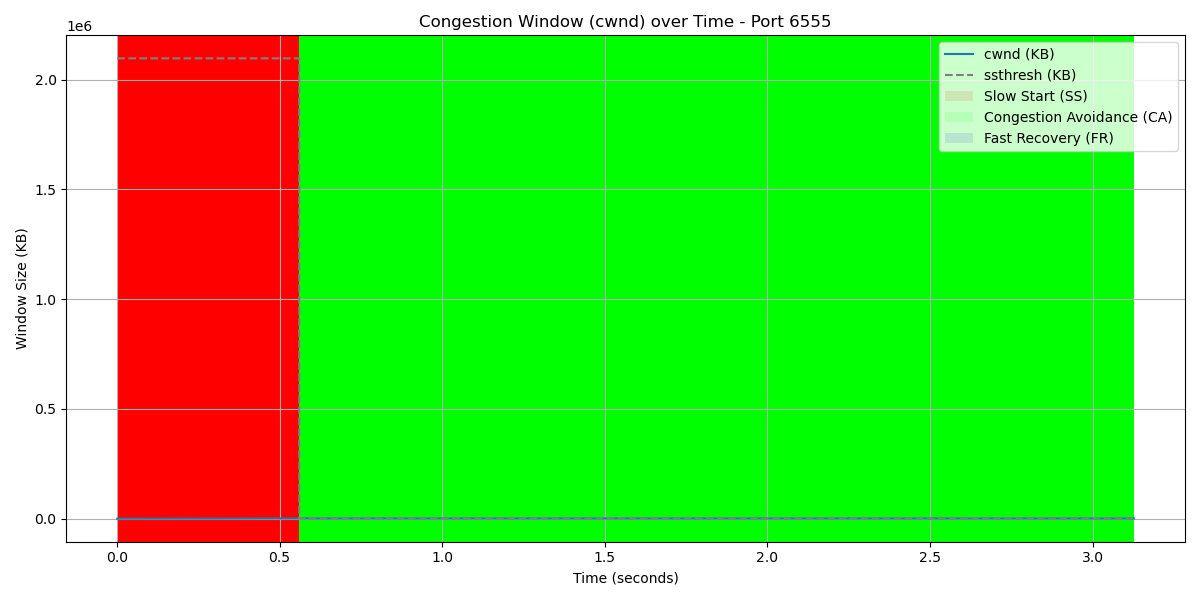 Congestion Window (cwnd) over Time - Port 6555
1e6
cwnd (KB)
ssthresh (KB)
Slow Start (SS)
Congestion Avoidance (CA)
Fast Recovery (FR)
Window Size (KB)
2.0
1.5
1.0
0.5
0.0
0.0 0.5 1.0 1.5 2.0 2.5 3.0
Time (seconds)